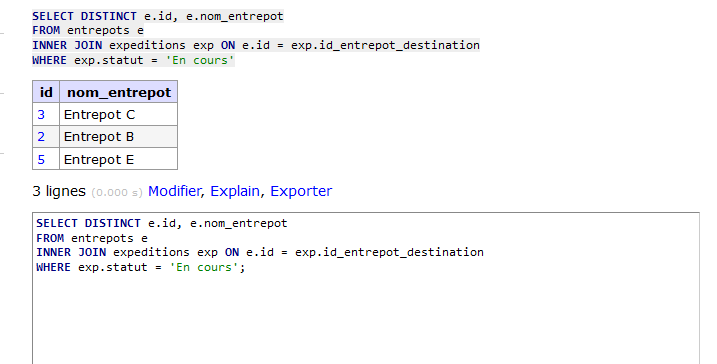 SELECT DISTINCT e.id, e.nom_entrepot
FROM entrepots e
INNER JOIN expeditions exp ON e.id = exp.id_entrepot_destination
WHERE exp.statut = 'En cours'
id nom_entrepot
3 Entrepot C
2 Entrepot B
5 Entrepot E
3 lignes (0.000 s) Modifier, Explain, Exporter
SELECT DISTINCT e.id, e.nom_entrepot
FROM entrepots e
INNER JOIN expeditions exp ON e.id = exp.id_entrepot_destination
WHERE exp.statut = 'En cours';